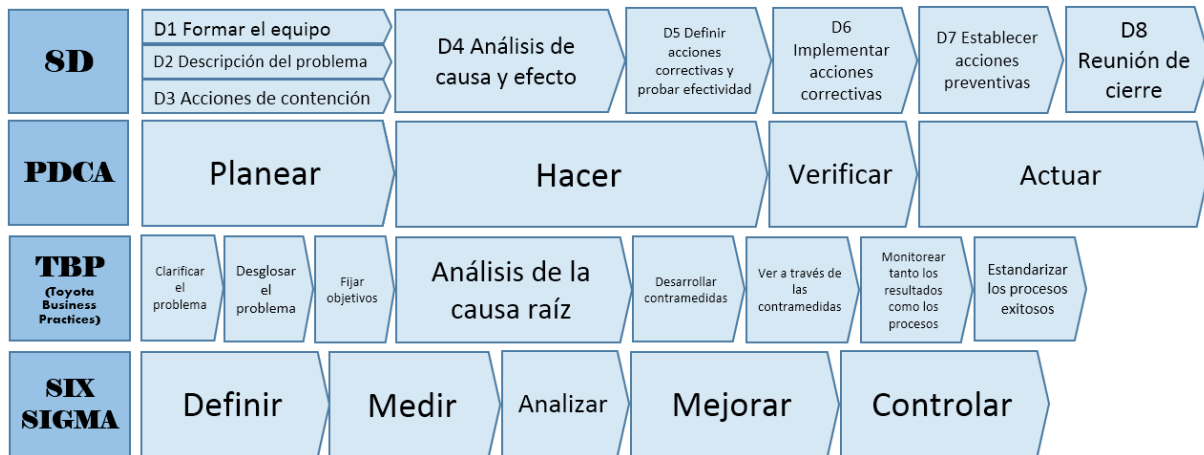 8D
D1 Formar el equipo
D2 Descripción del problema
D3 Acciones de contención
D4 Análisis de
causa y efecto
D5 Definir
acciones
correctivas y
probar efectividad
D6
Implementar
acciones
correctivas
D7 Establecer
acciones
preventivas
D8
Reunión de
cierre
PDCA
Planear
Hacer
Verificar
Actuar
TBP
(Toyota
Business
Practices)
Clarificar
el
problema
Desglosar
el
problema
Fijar
objetivos
Análisis de la
causa raíz
Desarrollar
contramedidas
Ver a través de
las
contramedidas
Monitorear
tanto los
resultados
como los
procesos
Estandarizar
los procesos
exitosos
SIX
SIGMA
Definir
Medir
Analizar
Mejorar
Controlar